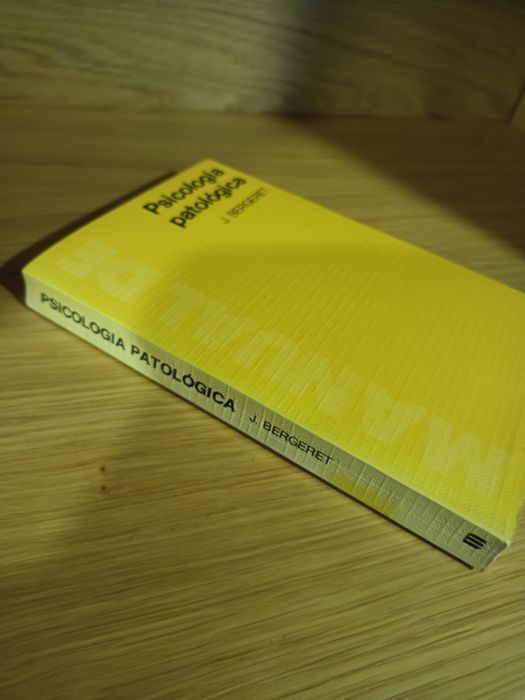 Psicologia
patológica
J. BERGERET
MANUAL DE
PSICOLOGIA PATOLÓGICA J. BERGERET